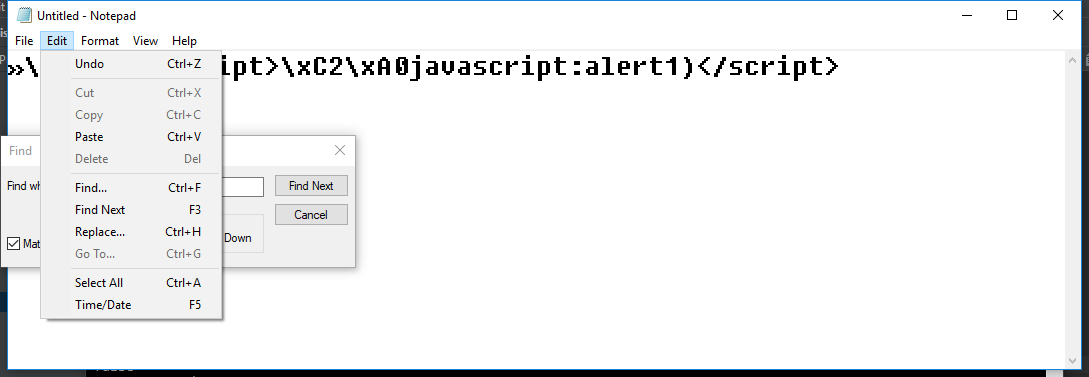 Untitled - Notepad
File Edit Format View Help
»\ ipt>\xC2\xA0javascript:alert1)</script>
Undo Ctrl+Z
Cut Ctrl+X
Copy Ctrl+C
Paste Ctrl+V
Delete Del
Find... Ctrl+F
Find Next F3
Replace... Ctrl+H
Go To... Ctrl+G
Select All Ctrl+A
Time/Date F5
Find
Find wh
Find Next
Cancel
Mat
Down